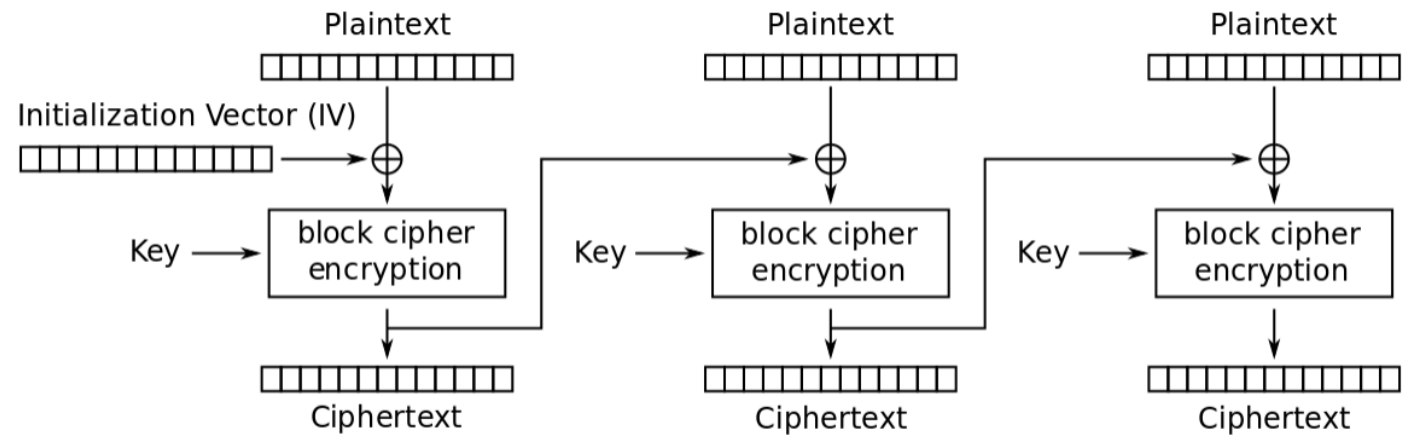 Plaintext
Plaintext
Plaintext
Initialization Vector (IV)
Key
block cipher
encryption
Key
block cipher
encryption
Key
block cipher
encryption
Ciphertext
Ciphertext
Ciphertext